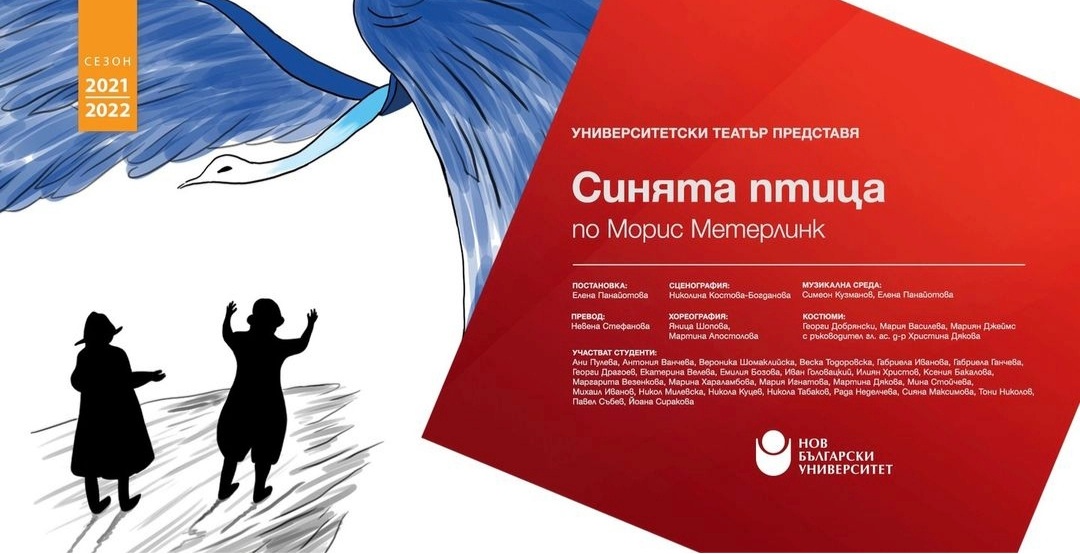 СЕЗОН
2021
2022
УНИВЕРСИТЕТСКИ ТЕАТЪР ПРЕДСТАВЯ
Синята птица
по Морис Метерлинк
ПОСТАНОВКА:
Елена Панайотова
СЦЕНОГРАФИЯ:
Николина Костова-Богданова
МУЗИКАЛНА СРЕДА:
Симеон Кузманов, Елена Панайотова
ПРЕВОД:
Невена Стефанова
ХОРЕОГРАФИЯ:
Яница Шопова,
Мартина Апостолова
КОСТЮМИ:
Георги Добрянски, Мария Василева, Мариян Джеймс
с ръководител гл. ас. д-р Христина Дякова
УЧАСТВАТ СТУДЕНТИ:
Ани Пулева, Антония Ванчева, Вероника Шомаклийска, Веска Тодоровска, Габриела Иванова, Габриела Ганчева,
Георги Драгоев, Екатерина Велева, Емилия Бозова, Иван Головацкий, Илиян Христов, Ксения Бакалова,
Маргарита Везенкова, Марина Хараламбова, Мария Игнатова, Мартина Дякова, Мина Стойчева,
Михаил Иванов, Никол Милевска, Никола Куцев, Никола Табаков, Рада Неделчева, Сияна Максимова, Тони Николов,
Павел Събев, Йоана Сиракова
НОВ
БЪЛГАРСКИ
УНИВЕРСИТЕТ